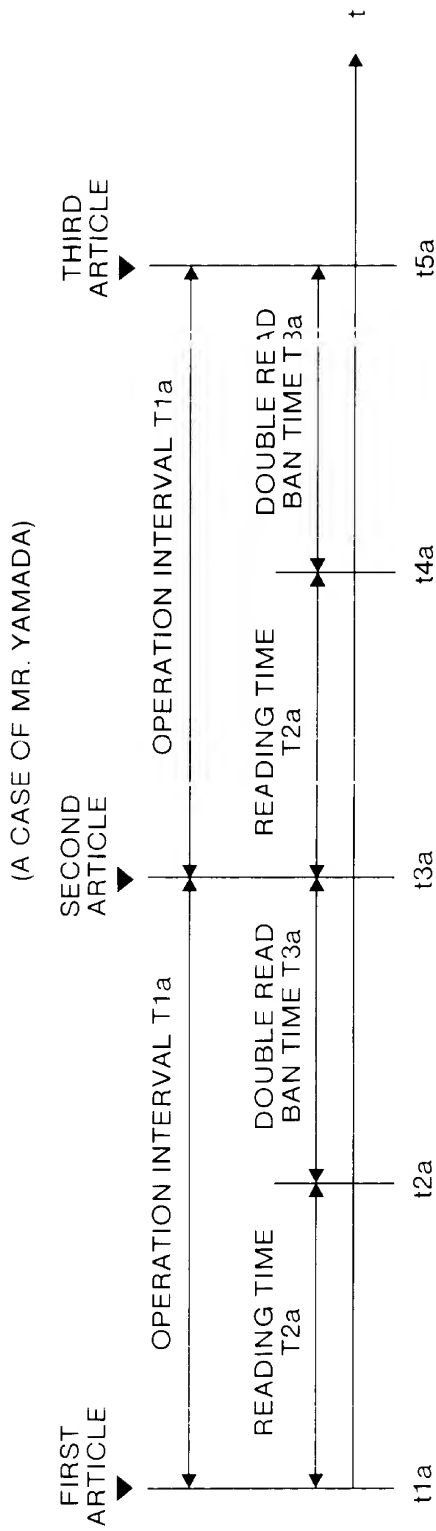 (A CASE OF MR. YAMADA)
FIRST
ARTICLE
SECOND
ARTICLE
THIRD
ARTICLE
OPERATION INTERVAL T1a
OPERATION INTERVAL T1a
READING TIME
T2a
DOUBLE READ
BAN TIME T3a
READING TIME
T2a
DOUBLE READ
BAN TIME T3a
t
t1a
t2a
t3a
t4a
t5a